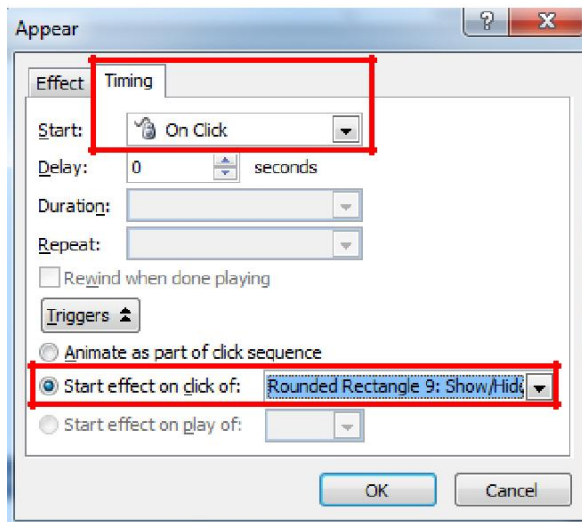 Appear
Effect Timing
Start: On Click
Delay: 0 seconds
Duration:
Repeat:
Rewind when done playing
Triggers
Animate as part of click sequence
Start effect on click of: Rounded Rectangle 9: Show/Hid
Start effect on play of:
OK Cancel